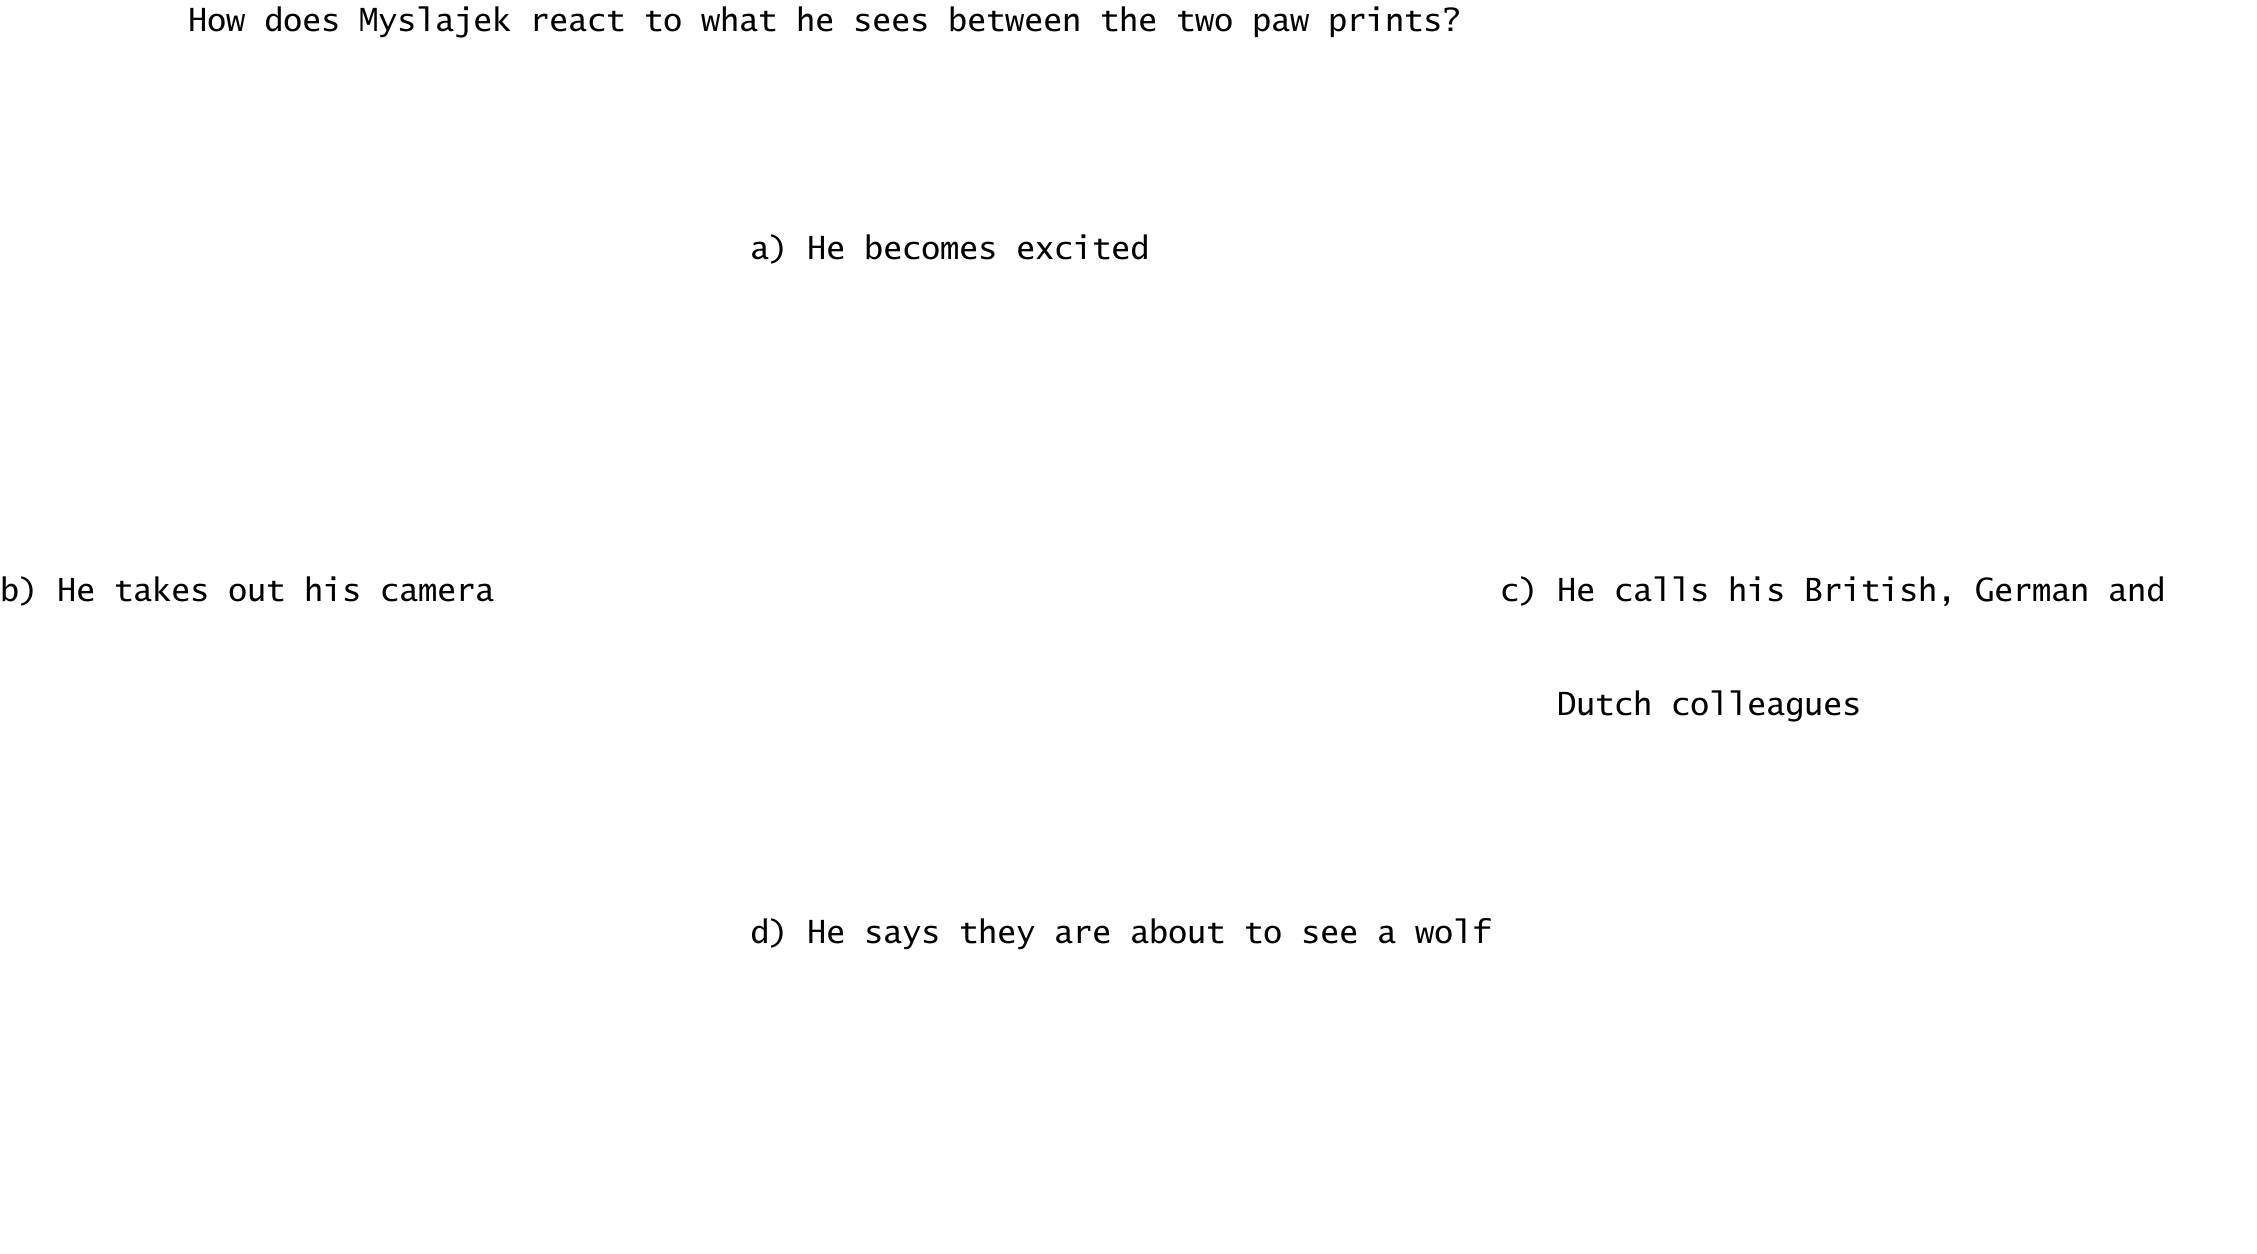 How does Myslajek react to what he sees between the two paw prints?
a) He becomes excited
b) He takes out his camera
c) He calls his British, German and
Dutch colleagues
d) He says they are about to see a wolf